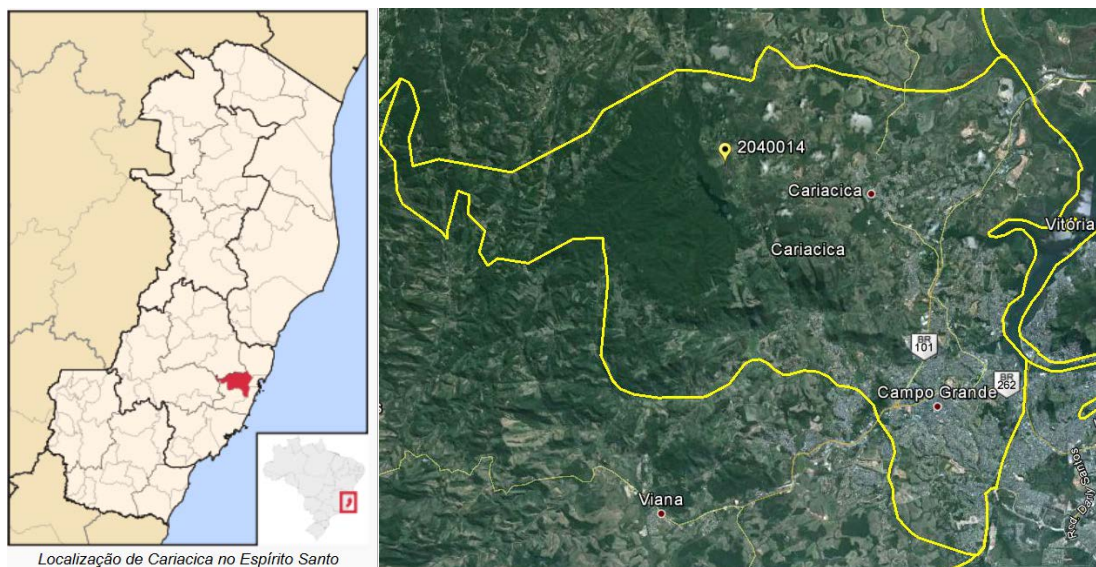 Localização de Cariacica no Espírito Santo
2040014
Cariacica
Cariacica
Vitória
BR
101
BR
262
Campo Grande
Viana
Rod. Darly Santos